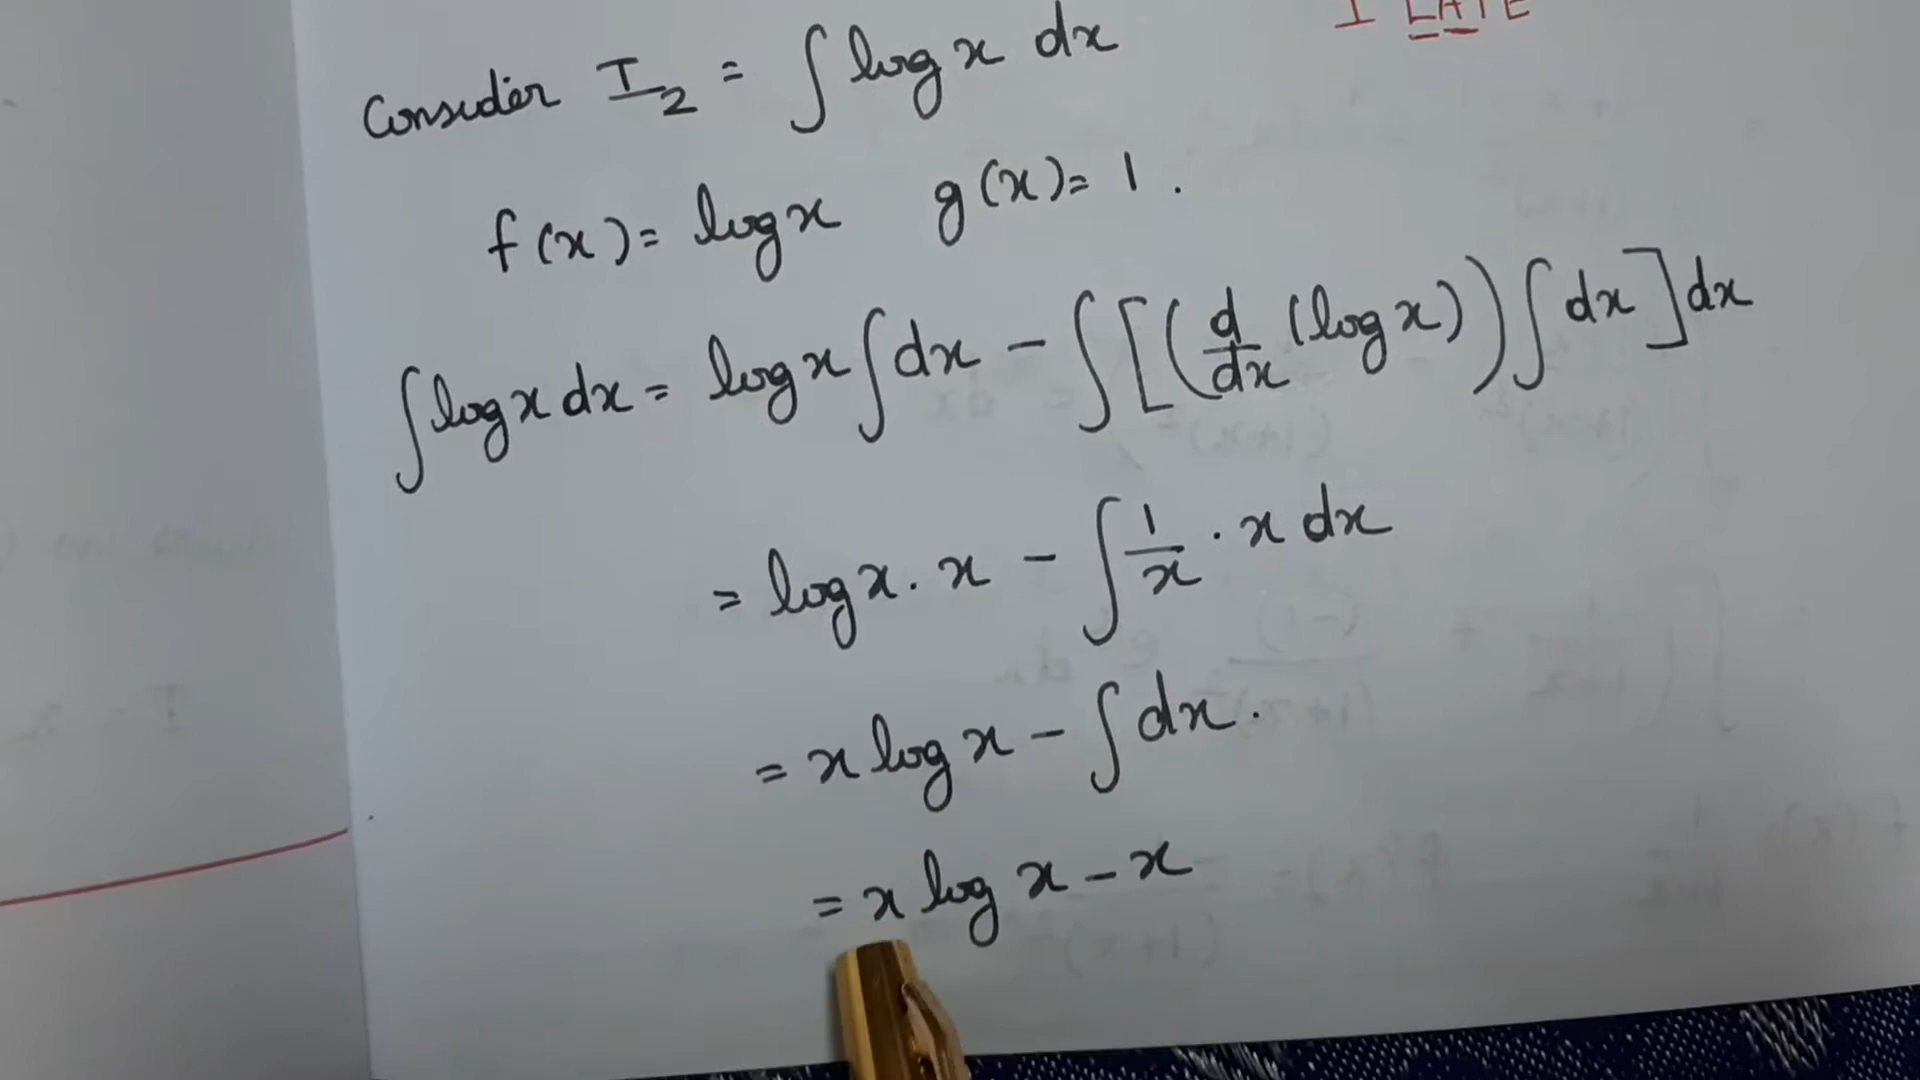 I LATE
Consider I₂ = ∫ log x dx
f(x) = log x g(x) = 1 .
∫ log x dx = log x ∫ dx - ∫ [ ( d/dx (log x) ) ∫ dx ] dx
= log x . x - ∫ 1/x . x dx
= x log x - ∫ dx .
= x log x - x